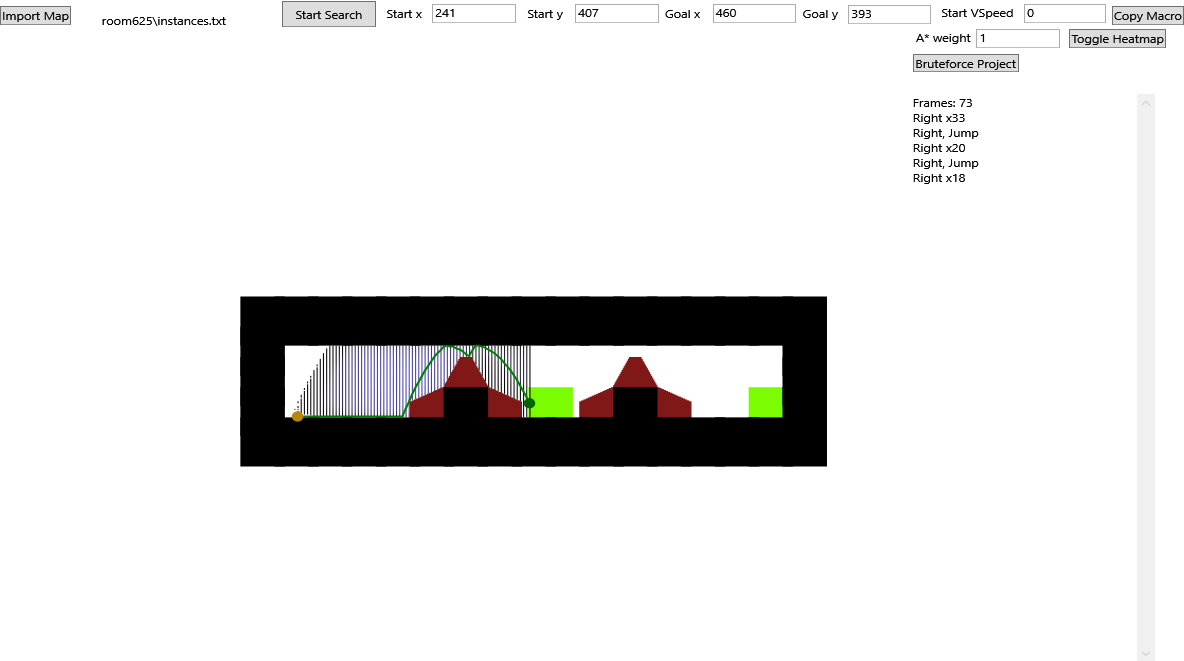 Import Map
room625\instances.txt
Start Search
Start x 241
Start y 407
Goal x 460
Goal y 393
Start VSpeed 0
Copy Macro
A* weight 1
Toggle Heatmap
Bruteforce Project
Frames: 73
Right x33
Right, Jump
Right x20
Right, Jump
Right x18